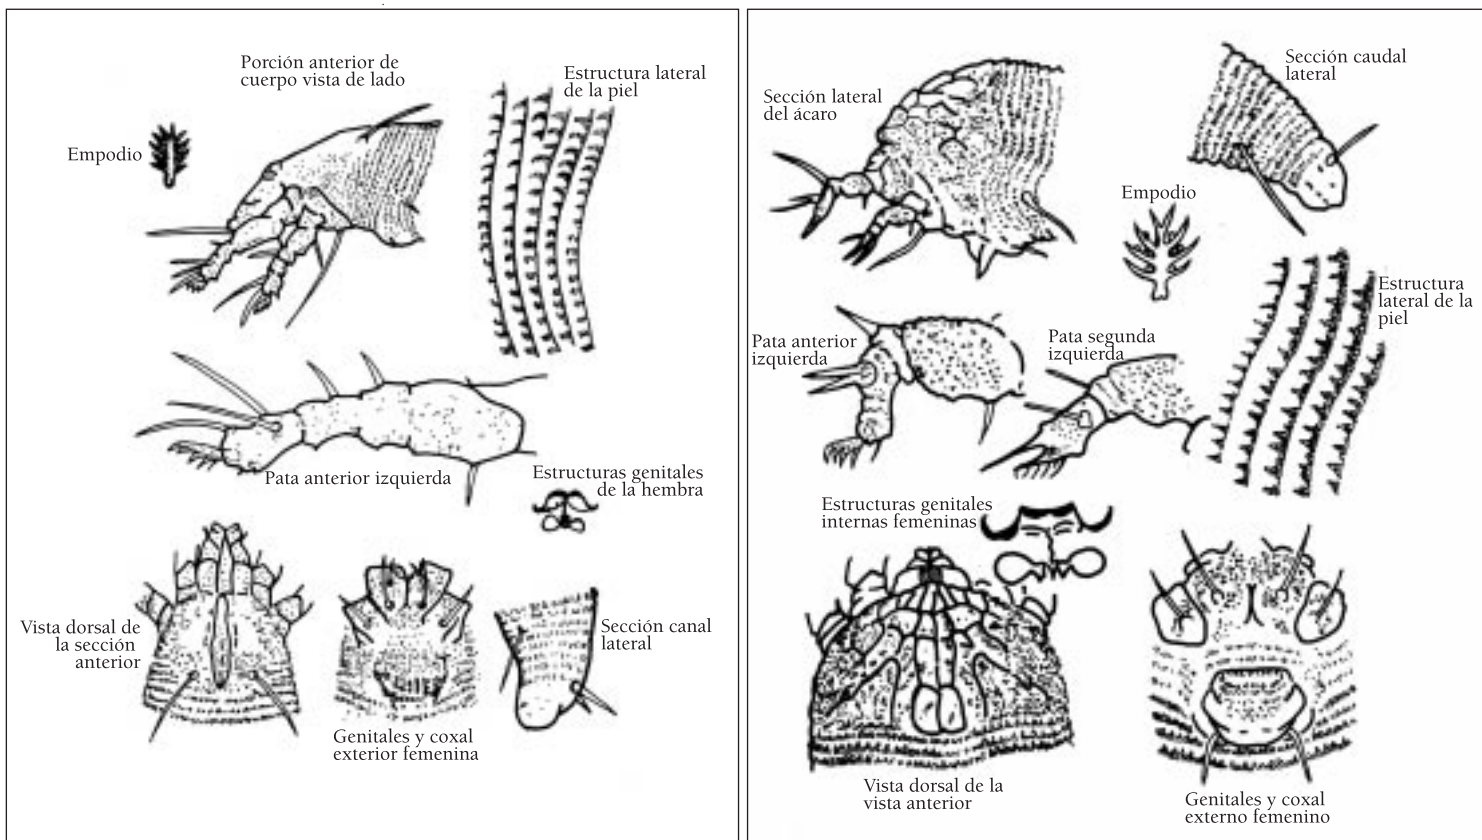 Porción anterior de
cuerpo vista de lado
Estructura lateral
de la piel
Empodio
Pata anterior izquierda
Estructuras genitales
de la hembra
Vista dorsal de
la sección
anterior
Genitales y coxal
exterior femenina
Sección canal
lateral
Sección lateral
del ácaro
Sección caudal
lateral
Empodio
Estructura
lateral de la
piel
Pata anterior
izquierda
Pata segunda
izquierda
Estructuras genitales
internas femeninas
Vista dorsal de la
vista anterior
Genitales y coxal
externo femenino